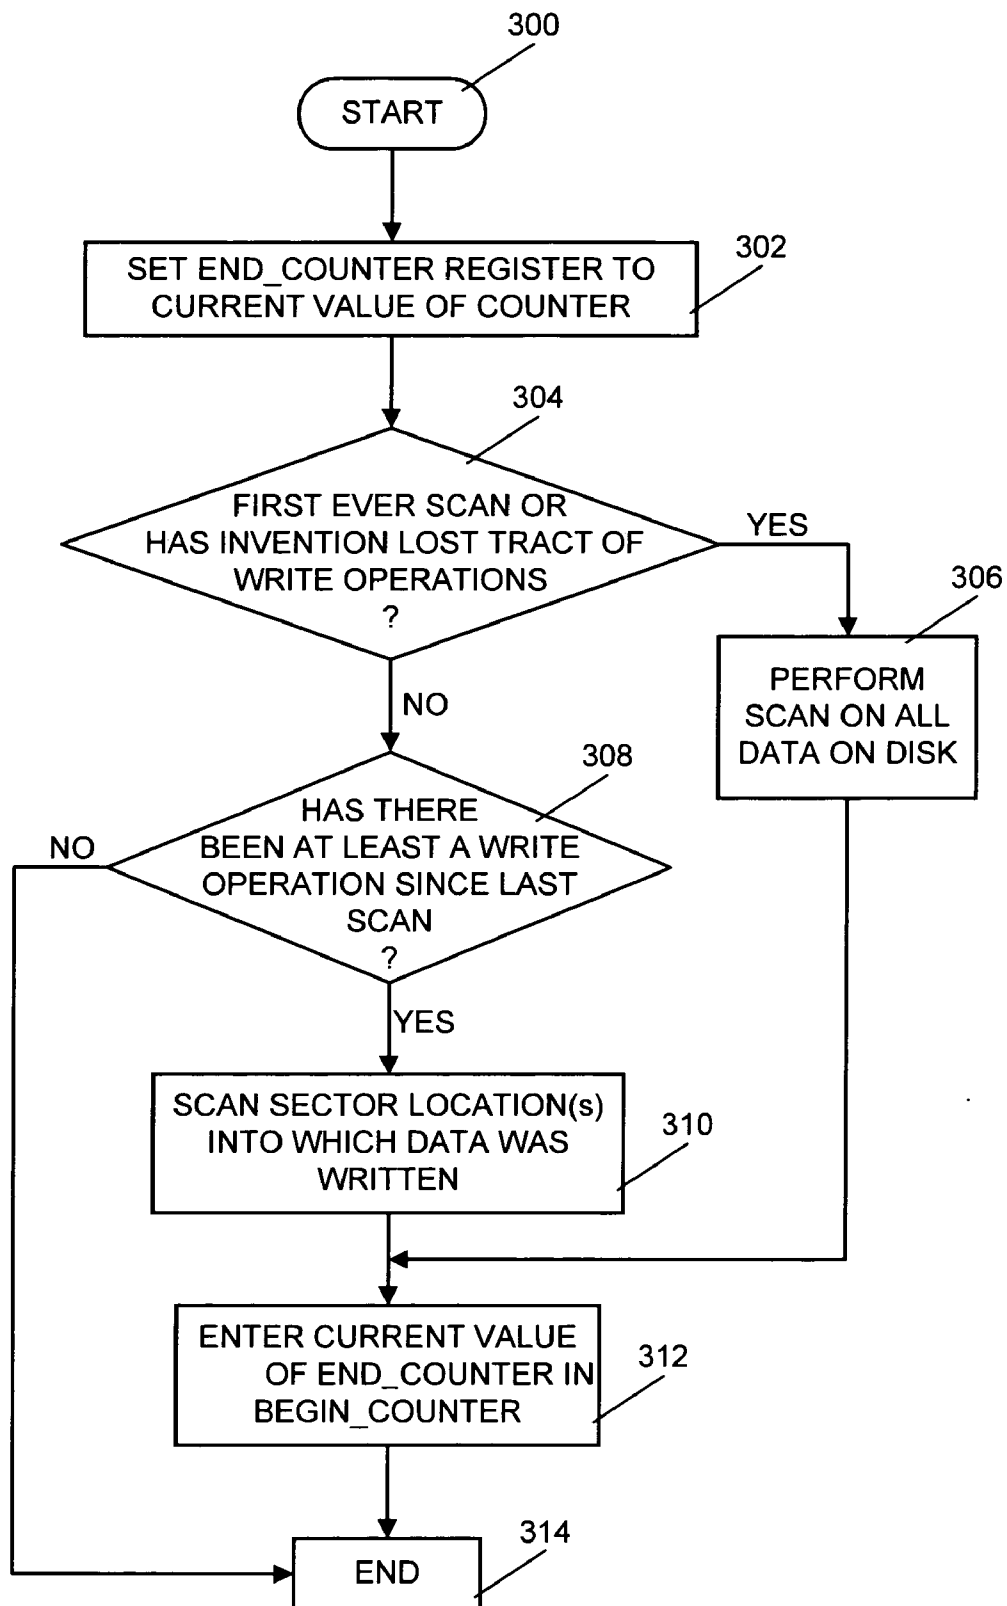 300
START
302
SET END_COUNTER REGISTER TO
CURRENT VALUE OF COUNTER
304
FIRST EVER SCAN OR
HAS INVENTION LOST TRACT OF
WRITE OPERATIONS
?
YES
306
PERFORM
SCAN ON ALL
DATA ON DISK
NO
308
HAS THERE
BEEN AT LEAST A WRITE
OPERATION SINCE LAST
SCAN
?
NO
YES
SCAN SECTOR LOCATION(s)
INTO WHICH DATA WAS
WRITTEN
310
ENTER CURRENT VALUE
OF END_COUNTER IN
BEGIN_COUNTER
312
314
END